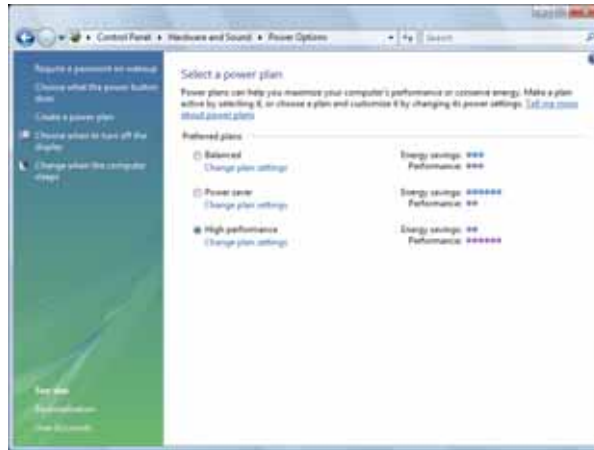 Control Panel ▸ Hardware and Sound ▸ Power Options
Search
Require a password on wakeup
Choose what the power button
does
Create a power plan
Choose when to turn off the
display
Change when the computer
sleeps
Select a power plan
Power plans can help you maximize your computer's performance or conserve energy. Make a plan
active by selecting it, or choose a plan and customize it by changing its power settings. Tell me more
about power plans
Preferred plans
Balanced
Energy savings:
Change plan settings
Performance:
Power saver
Energy savings:
Change plan settings
Performance:
High performance
Energy savings:
Change plan settings
Performance:
See also
Personalization
User Accounts